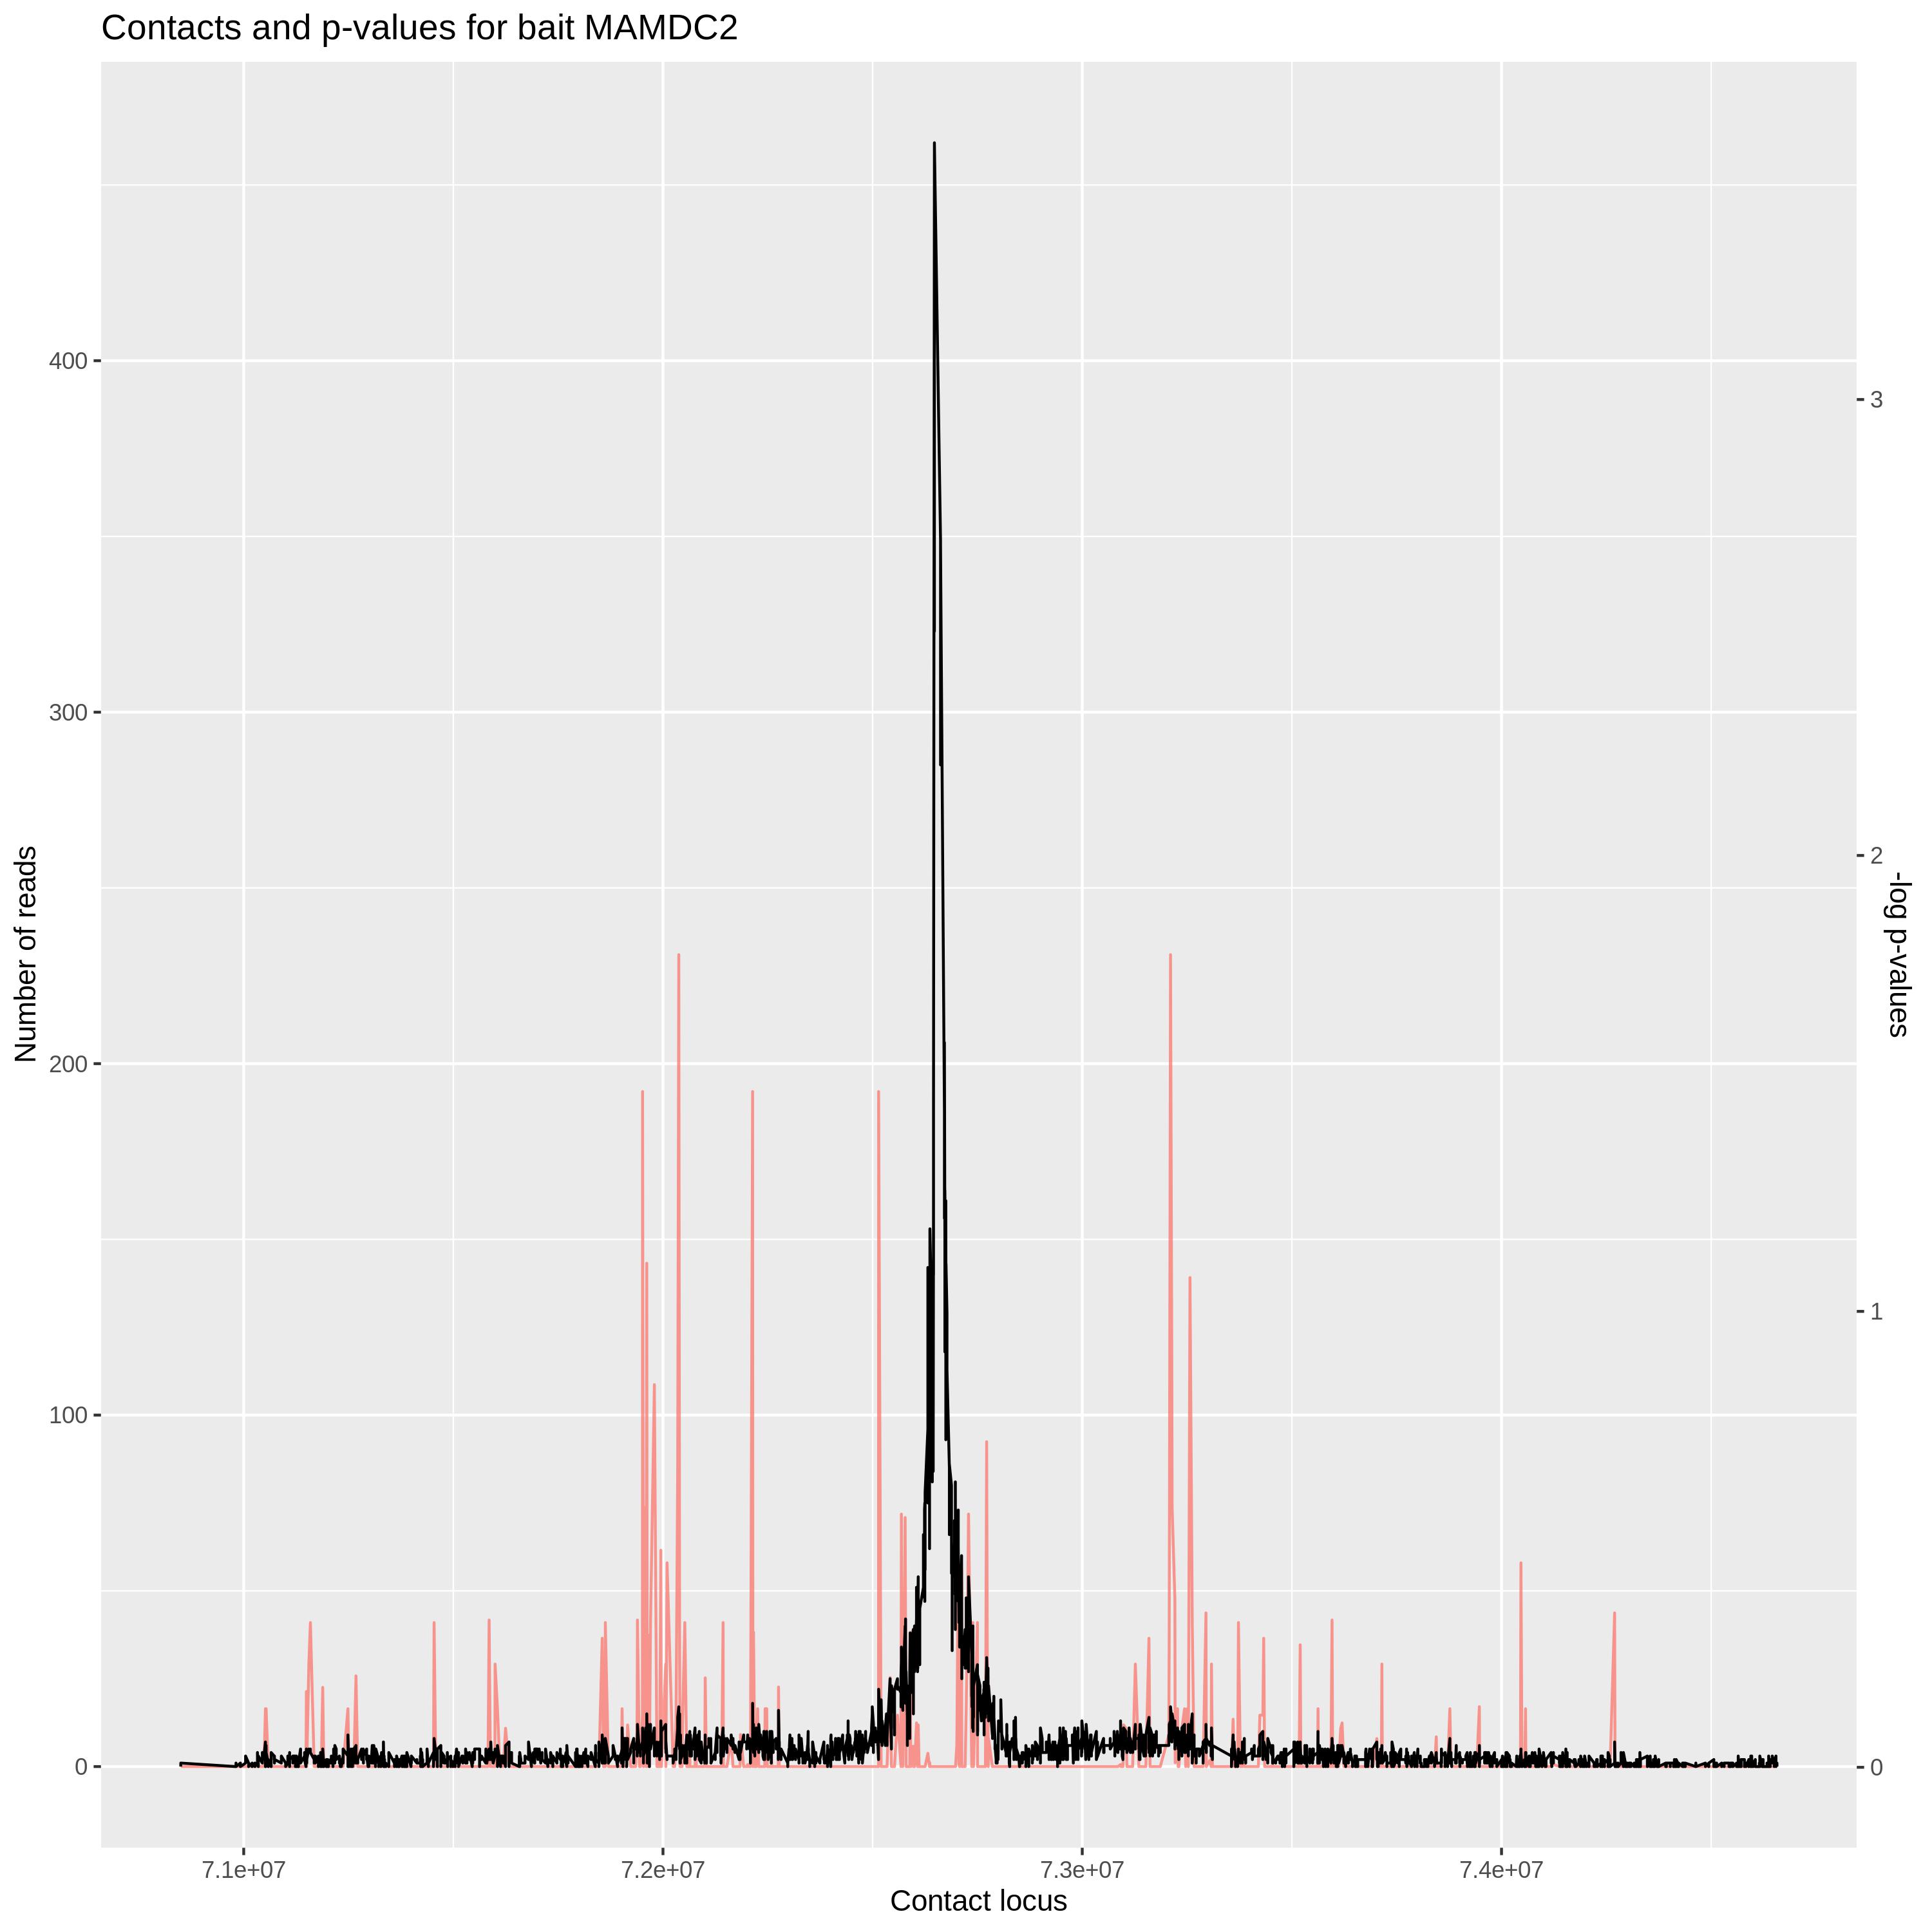 Contacts and p-values for bait MAMDC2
Number of reads
400
300
200
100
0
3
2
1
0
-log p-values
7.1e+07
7.2e+07
7.3e+07
7.4e+07
Contact locus